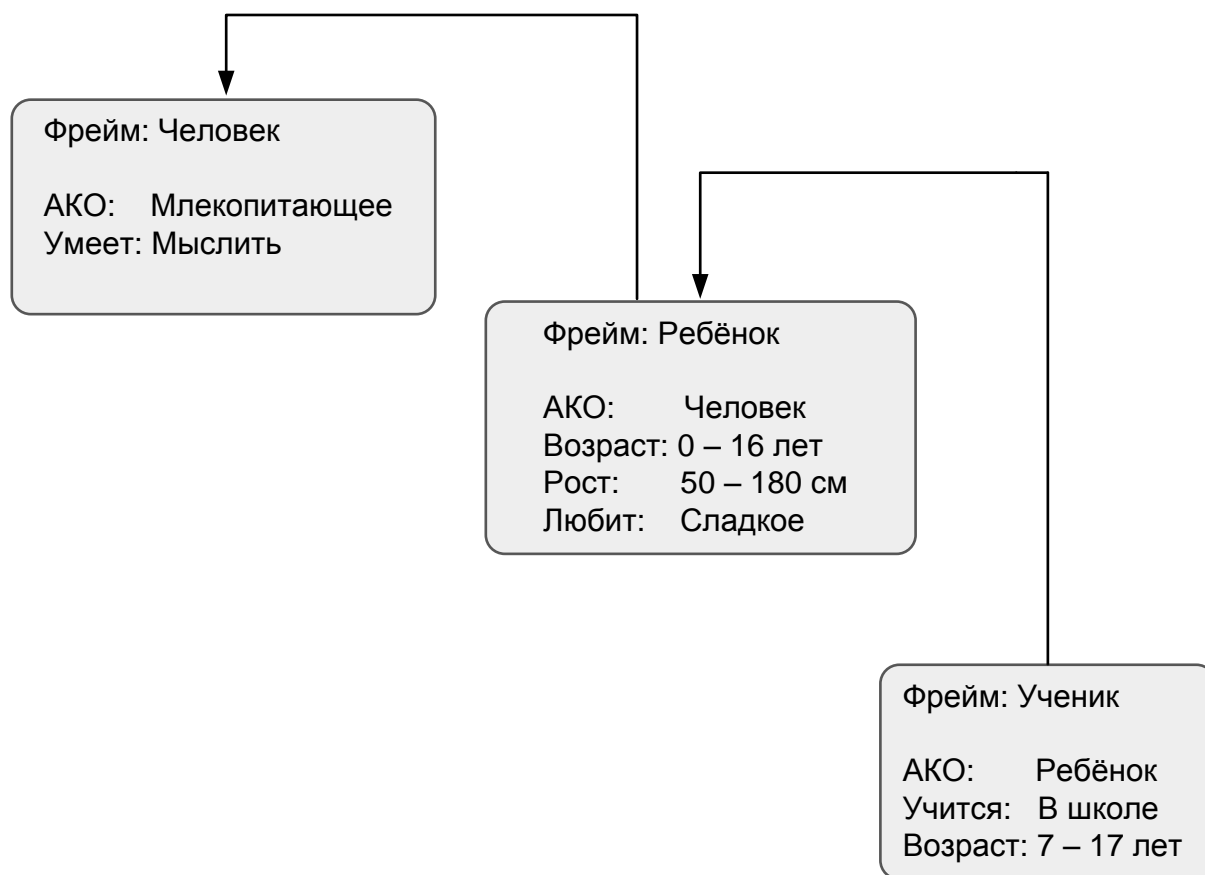 Фрейм: Человек
АКО: Млекопитающее
Умеет: Мыслить
Фрейм: Ребёнок
АКО: Человек
Возраст: 0 – 16 лет
Рост: 50 – 180 см
Любит: Сладкое
Фрейм: Ученик
АКО: Ребёнок
Учится: В школе
Возраст: 7 – 17 лет